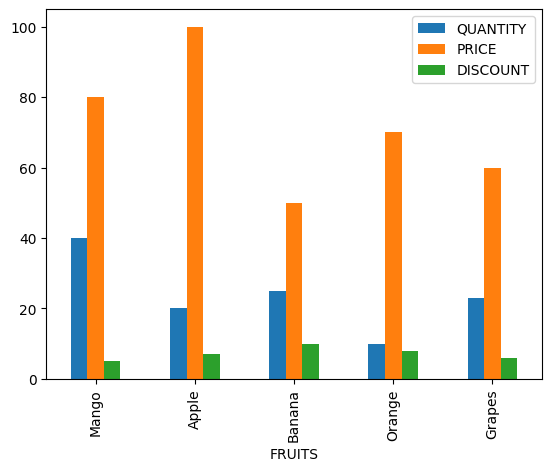 QUANTITY
PRICE
DISCOUNT
100
80
60
40
20
0
Mango Apple Banana Orange Grapes
FRUITS